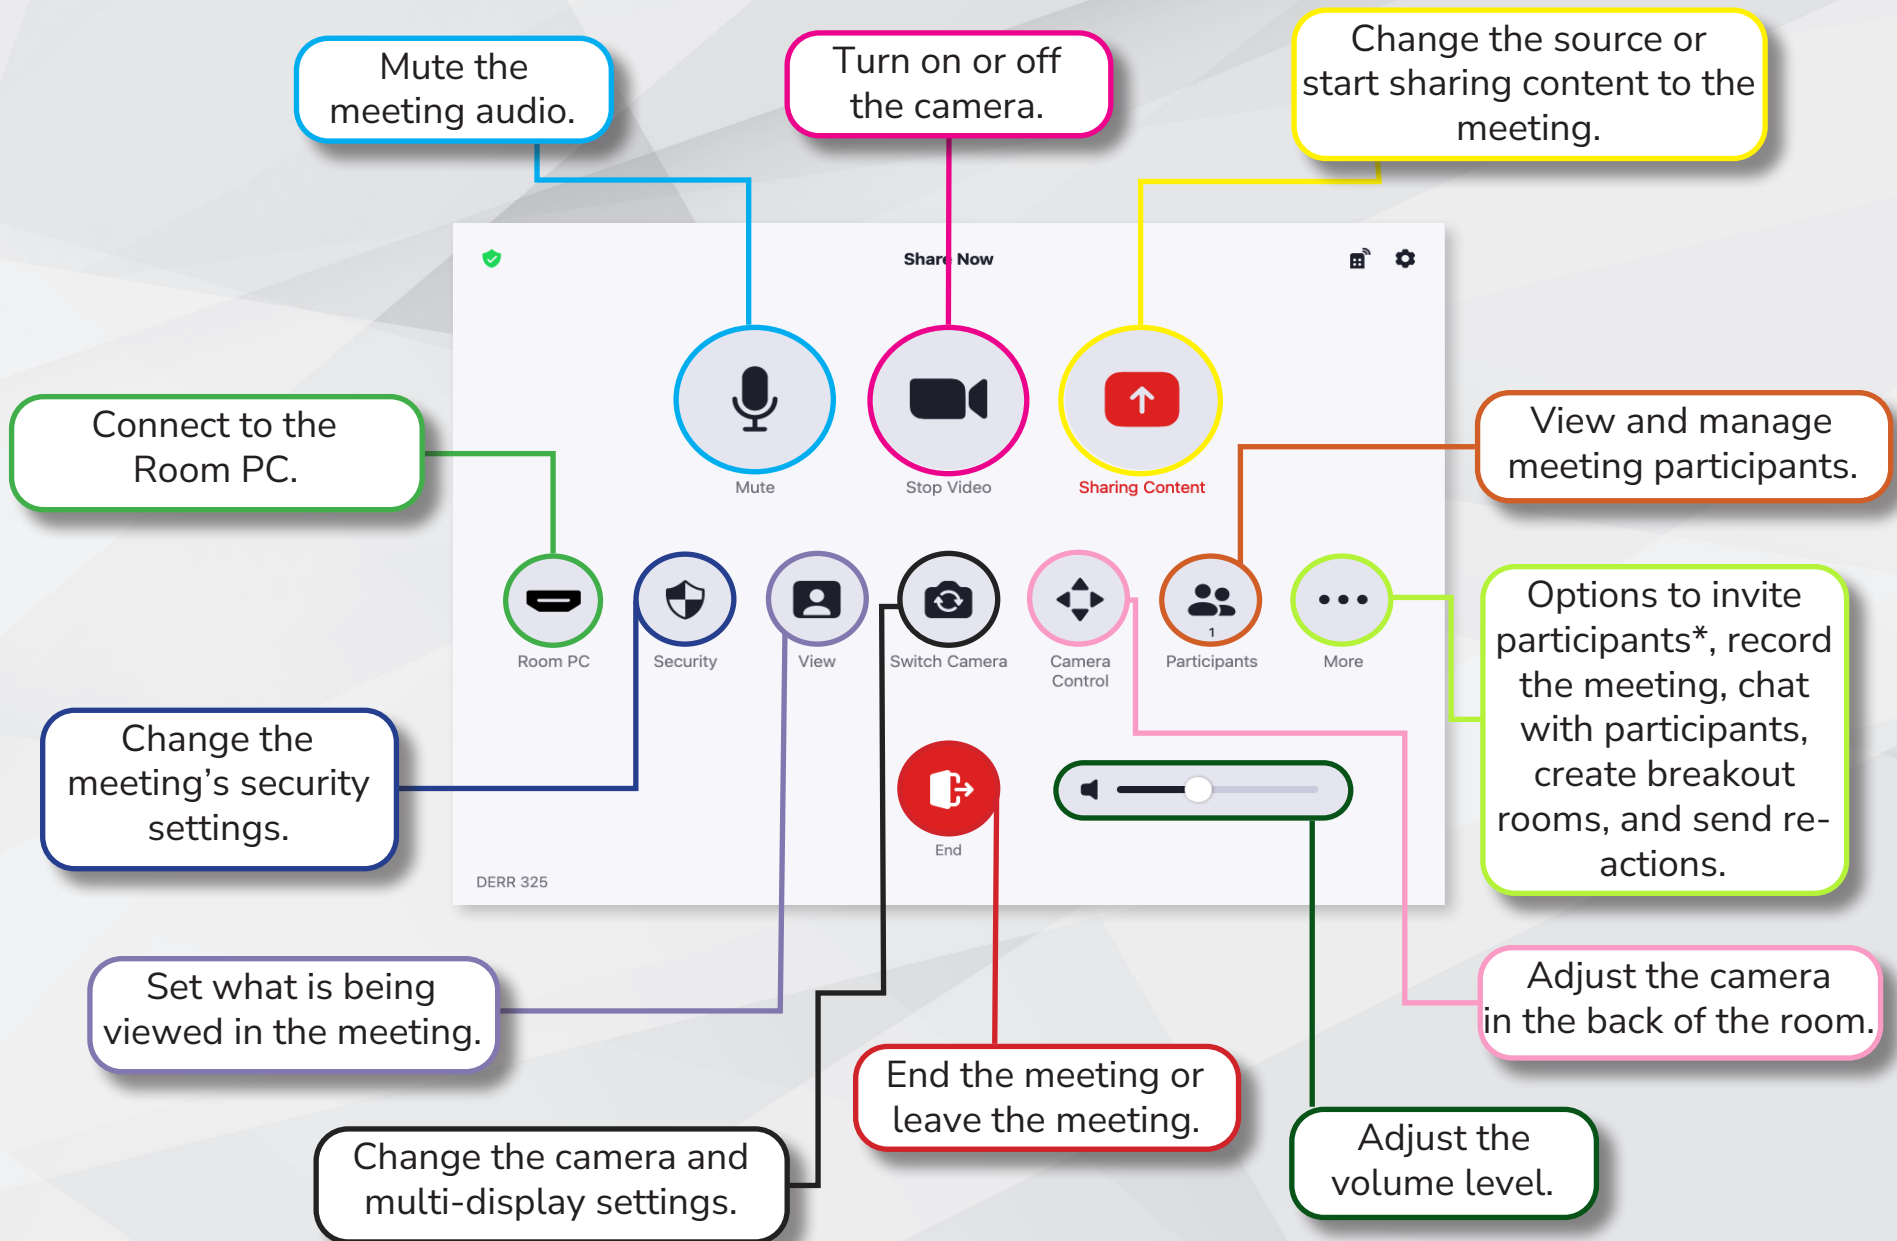 Mute the
meeting audio.
Turn on or off
the camera.
Change the source or
start sharing content to the
meeting.
Share Now
Mute
Stop Video
Sharing Content
Connect to the
Room PC.
View and manage
meeting participants.
1
Room PC
Security
View
Switch Camera
Camera
Control
Participants
More
Options to invite
participants*, record
the meeting, chat
with participants,
create breakout
rooms, and send re-
actions.
Change the
meeting’s security
settings.
End
DERR 325
Set what is being
viewed in the meeting.
Adjust the camera
in the back of the room.
End the meeting or
leave the meeting.
Change the camera and
multi-display settings.
Adjust the
volume level.